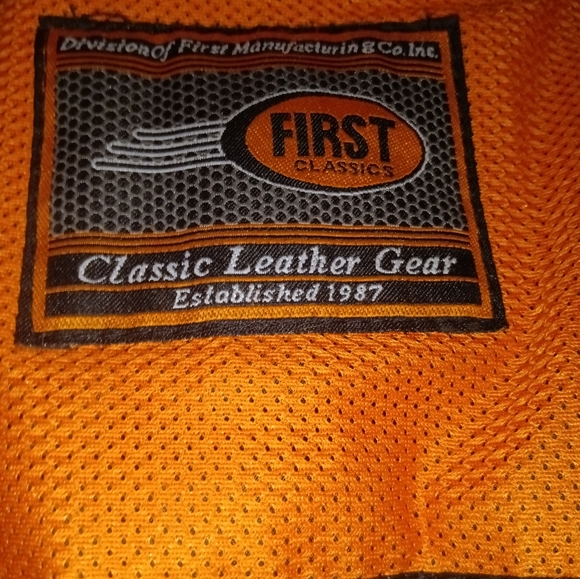 Division Of First Manufacturing Co. Inc.
FIRST
CLASSICS
Classic Leather Gear
Established 1987